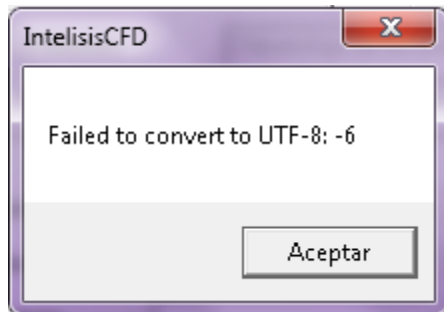 IntelisisCFD
Failed to convert to UTF-8: -6
Aceptar